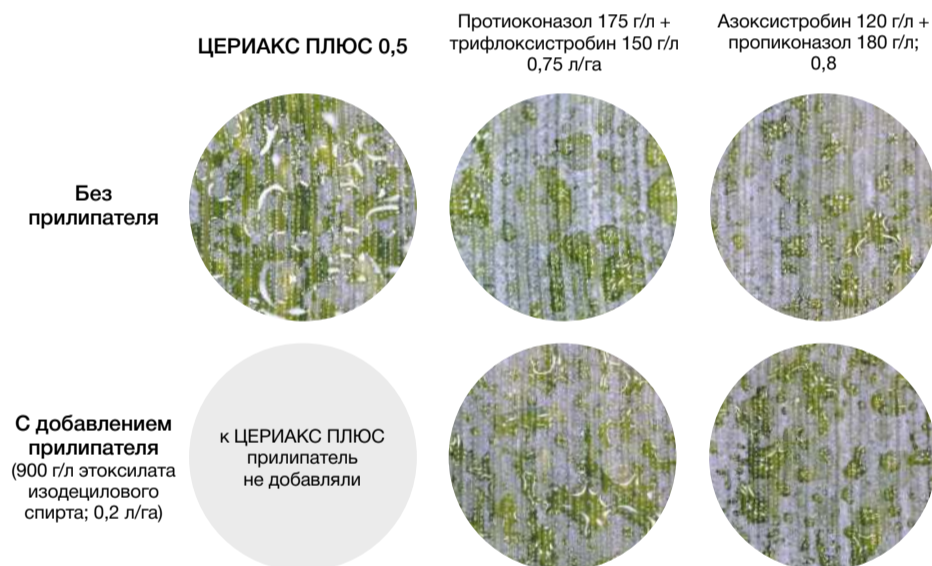 ЦЕРИАКС ПЛЮС 0,5
Протиоконазол 175 г/л +
трифлоксистробин 150 г/л
0,75 л/га
Азоксистробин 120 г/л +
пропиконазол 180 г/л;
0,8
Без
прилипателя
С добавлением
прилипателя
(900 г/л этоксилата
изодецилового
спирта; 0,2 л/га)
к ЦЕРИАКС ПЛЮС
прилипатель
не добавляли